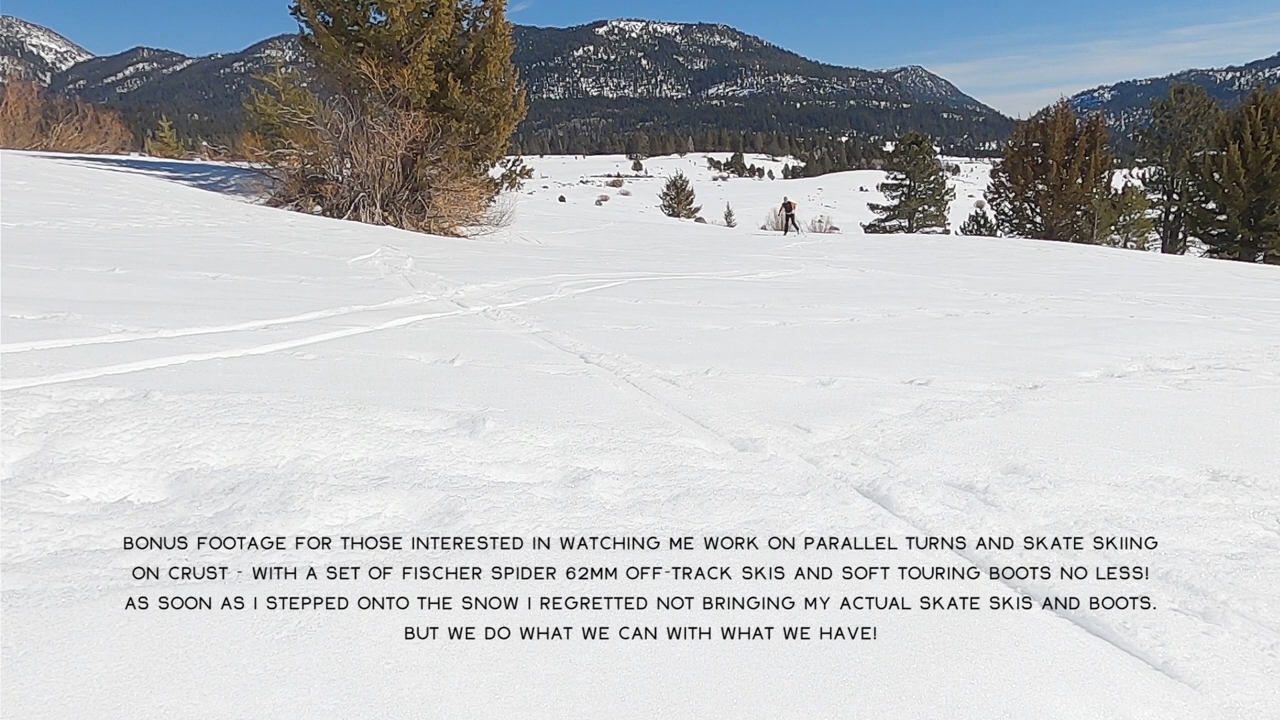 BONUS FOOTAGE FOR THOSE INTERESTED IN WATCHING ME WORK ON PARALLEL TURNS AND SKATE SKIING
ON CRUST - WITH A SET OF FISCHER SPIDER 62MM OFF-TRACK SKIS AND SOFT TOURING BOOTS NO LESS!
AS SOON AS I STEPPED ONTO THE SNOW I REGRETTED NOT BRINGING MY ACTUAL SKATE SKIS AND BOOTS.
BUT WE DO WHAT WE CAN WITH WHAT WE HAVE!